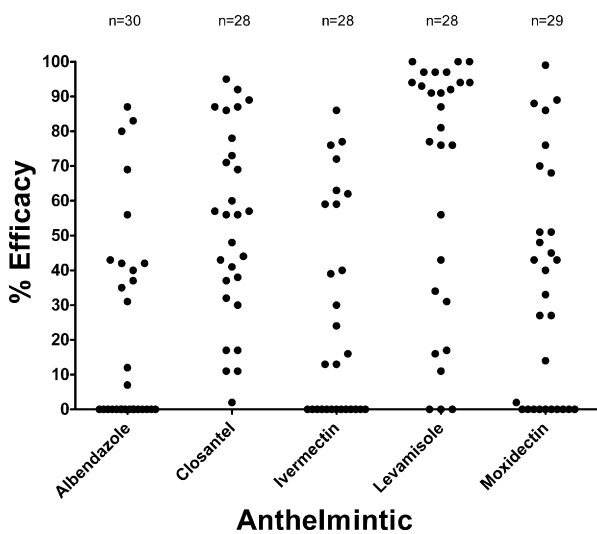 n=30 n=28 n=28 n=28 n=29
100
90
80
70
60
50
40
30
20
10
0
% Efficacy
Albendazole
Closantel
Ivermectin
Levamisole
Moxidectin
Anthelmintic